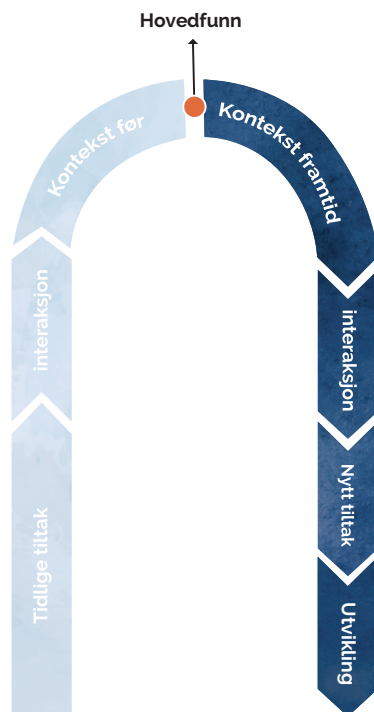 Hovedfunn
Kontekst før
Kontekst framtid
interaksjon
interaksjon
Tidlige tiltak
Nytt tiltak
Utvikling